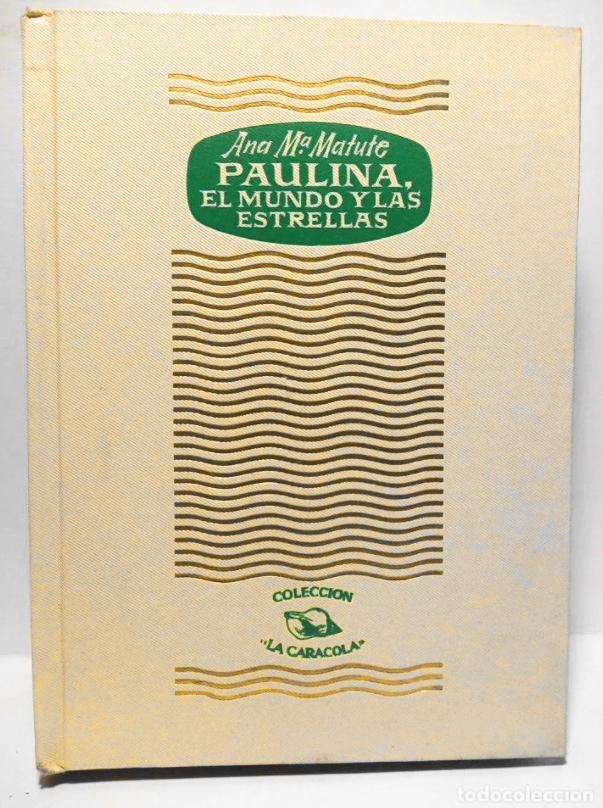 Ana Mª Matute
PAULINA,
EL MUNDO Y LAS
ESTRELLAS
COLECCION
"LA CARACOLA"
todocoleccion